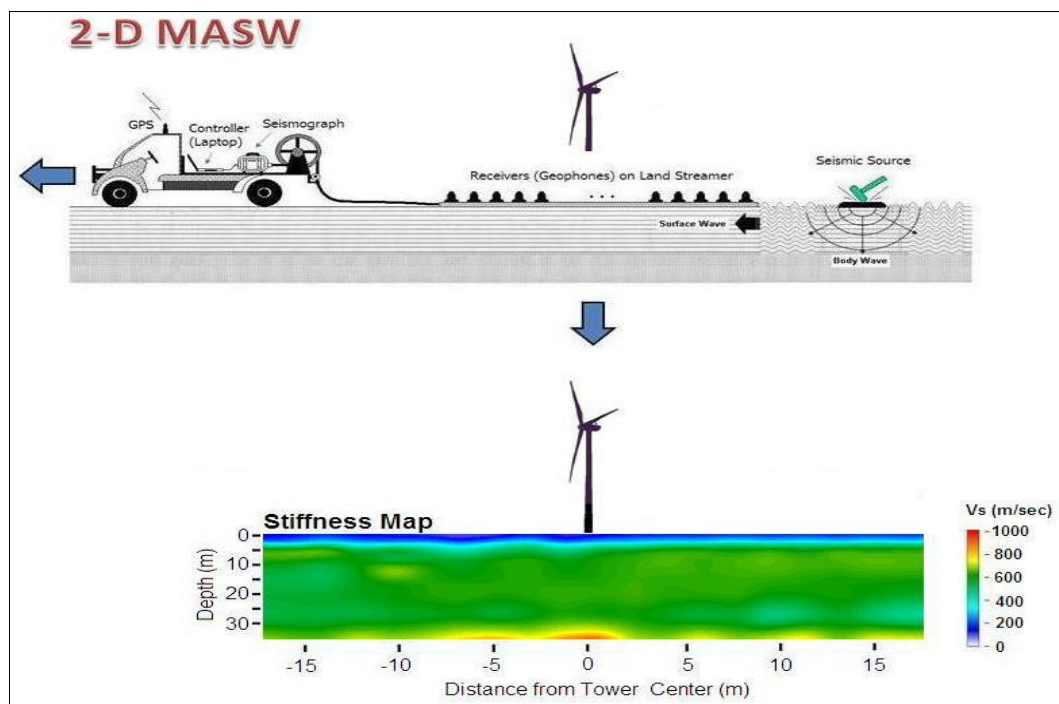 2-D MASW
GPS
Controller
(Laptop)
Seismograph
Receivers (Geophones) on Land Streamer
. . .
Seismic Source
Surface Wave
Body Wave
Stiffness Map
Vs (m/sec)
1000
800
600
400
200
0
Depth (m)
0
10
20
30
-15
-10
-5
0
5
10
15
Distance from Tower Center (m)